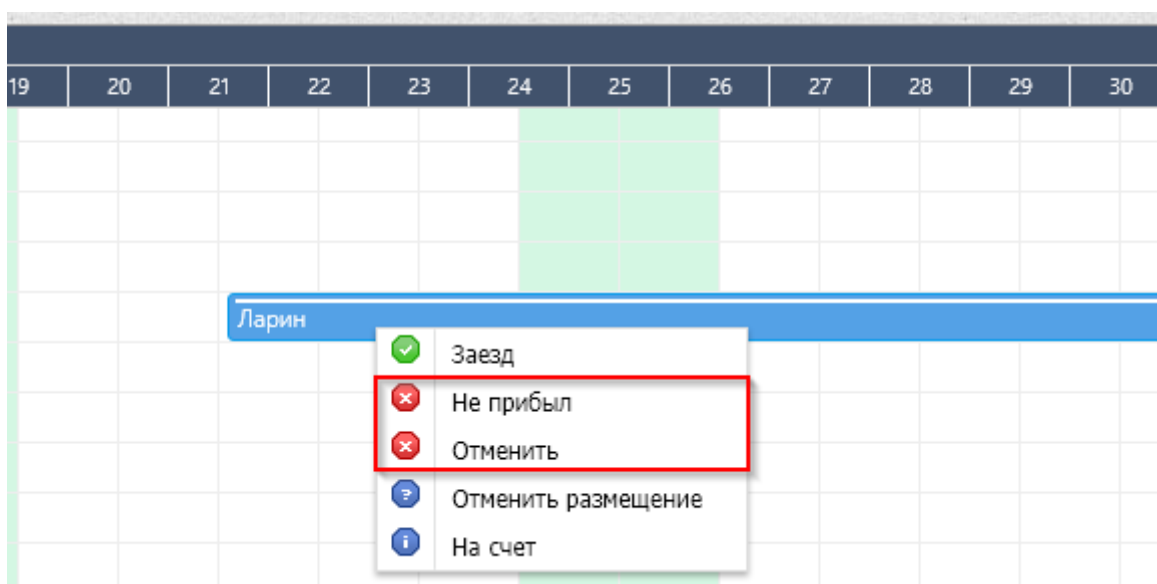 19 20 21 22 23 24 25 26 27 28 29 30
Ларин
Заезд
Не прибыл
Отменить
Отменить размещение
На счет